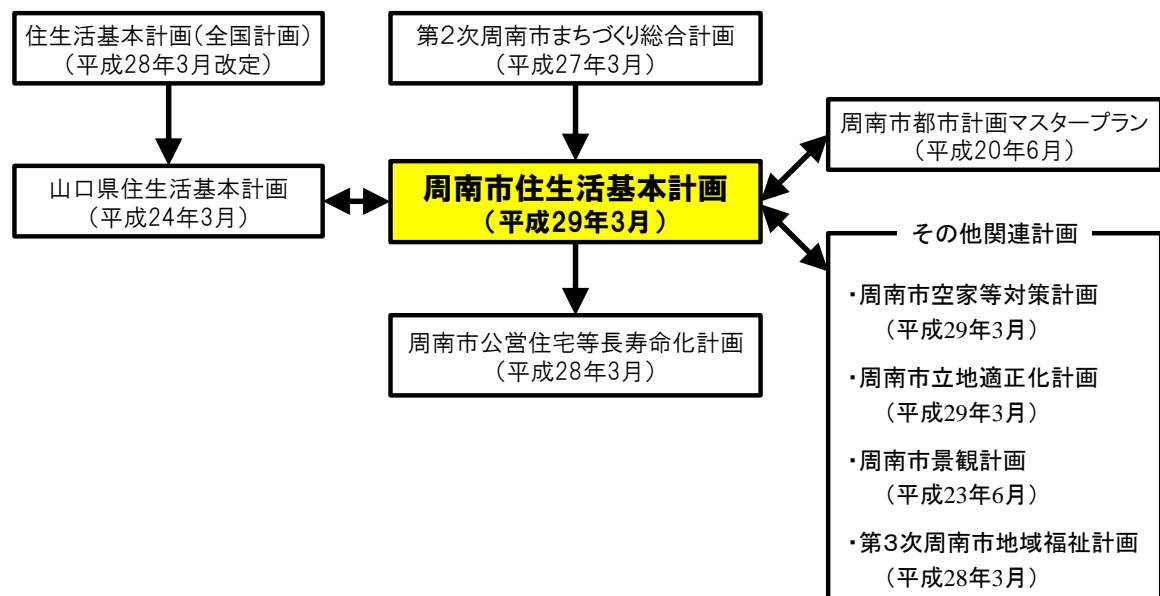 住生活基本計画(全国計画)
(平成28年3月改定)
第2次周南市まちづくり総合計画
(平成27年3月)
周南市都市計画マスタープラン
(平成20年6月)
山口県住生活基本計画
(平成24年3月)
周南市住生活基本計画
(平成29年3月)
周南市公営住宅等長寿命化計画
(平成28年3月)
その他関連計画
・周南市空家等対策計画
(平成29年3月)
・周南市立地適正化計画
(平成29年3月)
・周南市景観計画
(平成23年6月)
・第3次周南市地域福祉計画
(平成28年3月)